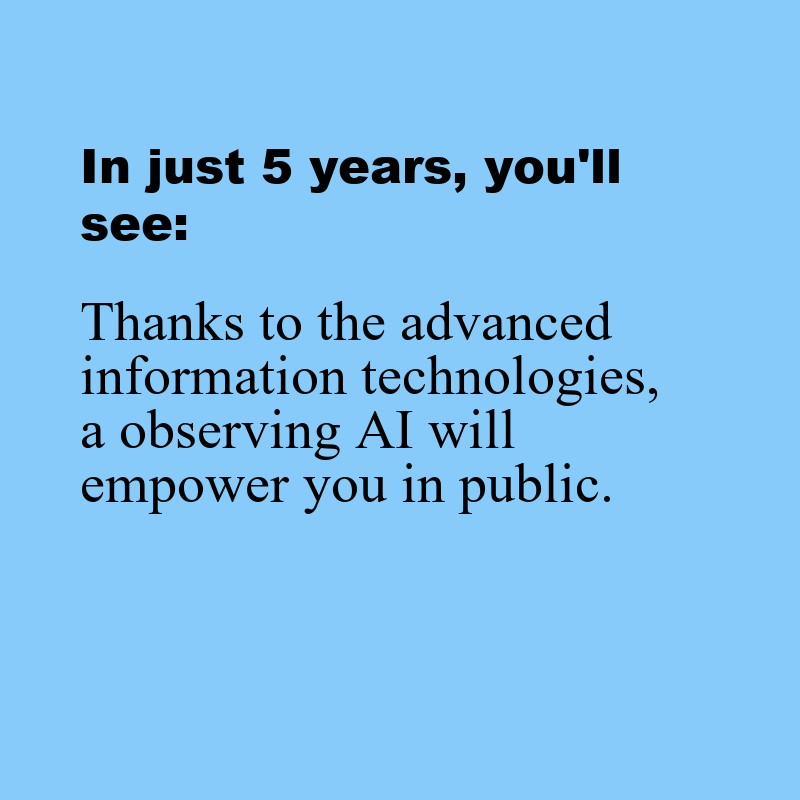 In just 5 years, you'll
see:
Thanks to the advanced
information technologies,
a observing AI will
empower you in public.